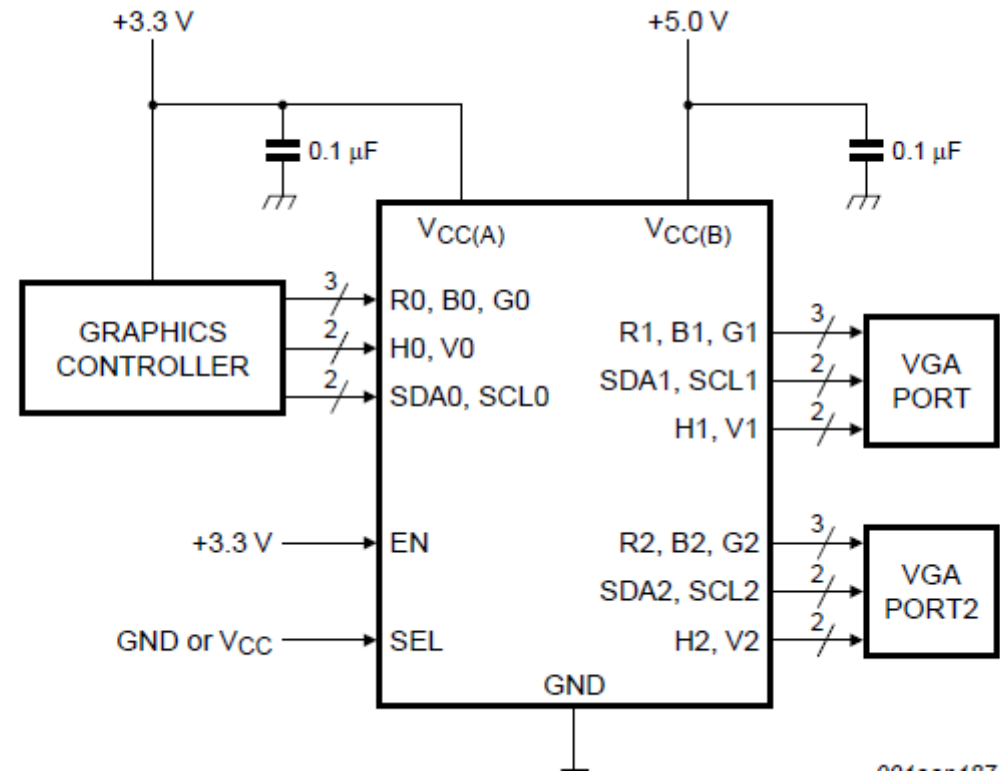 +3.3 V
+5.0 V
0.1 μF
0.1 μF
VCC(A)
VCC(B)
GRAPHICS
CONTROLLER
3
2
2
R0, B0, G0
H0, V0
SDA0, SCL0
R1, B1, G1
SDA1, SCL1
H1, V1
3
2
2
VGA
PORT
+3.3 V
EN
GND or VCC
SEL
R2, B2, G2
SDA2, SCL2
H2, V2
3
2
2
VGA
PORT2
GND